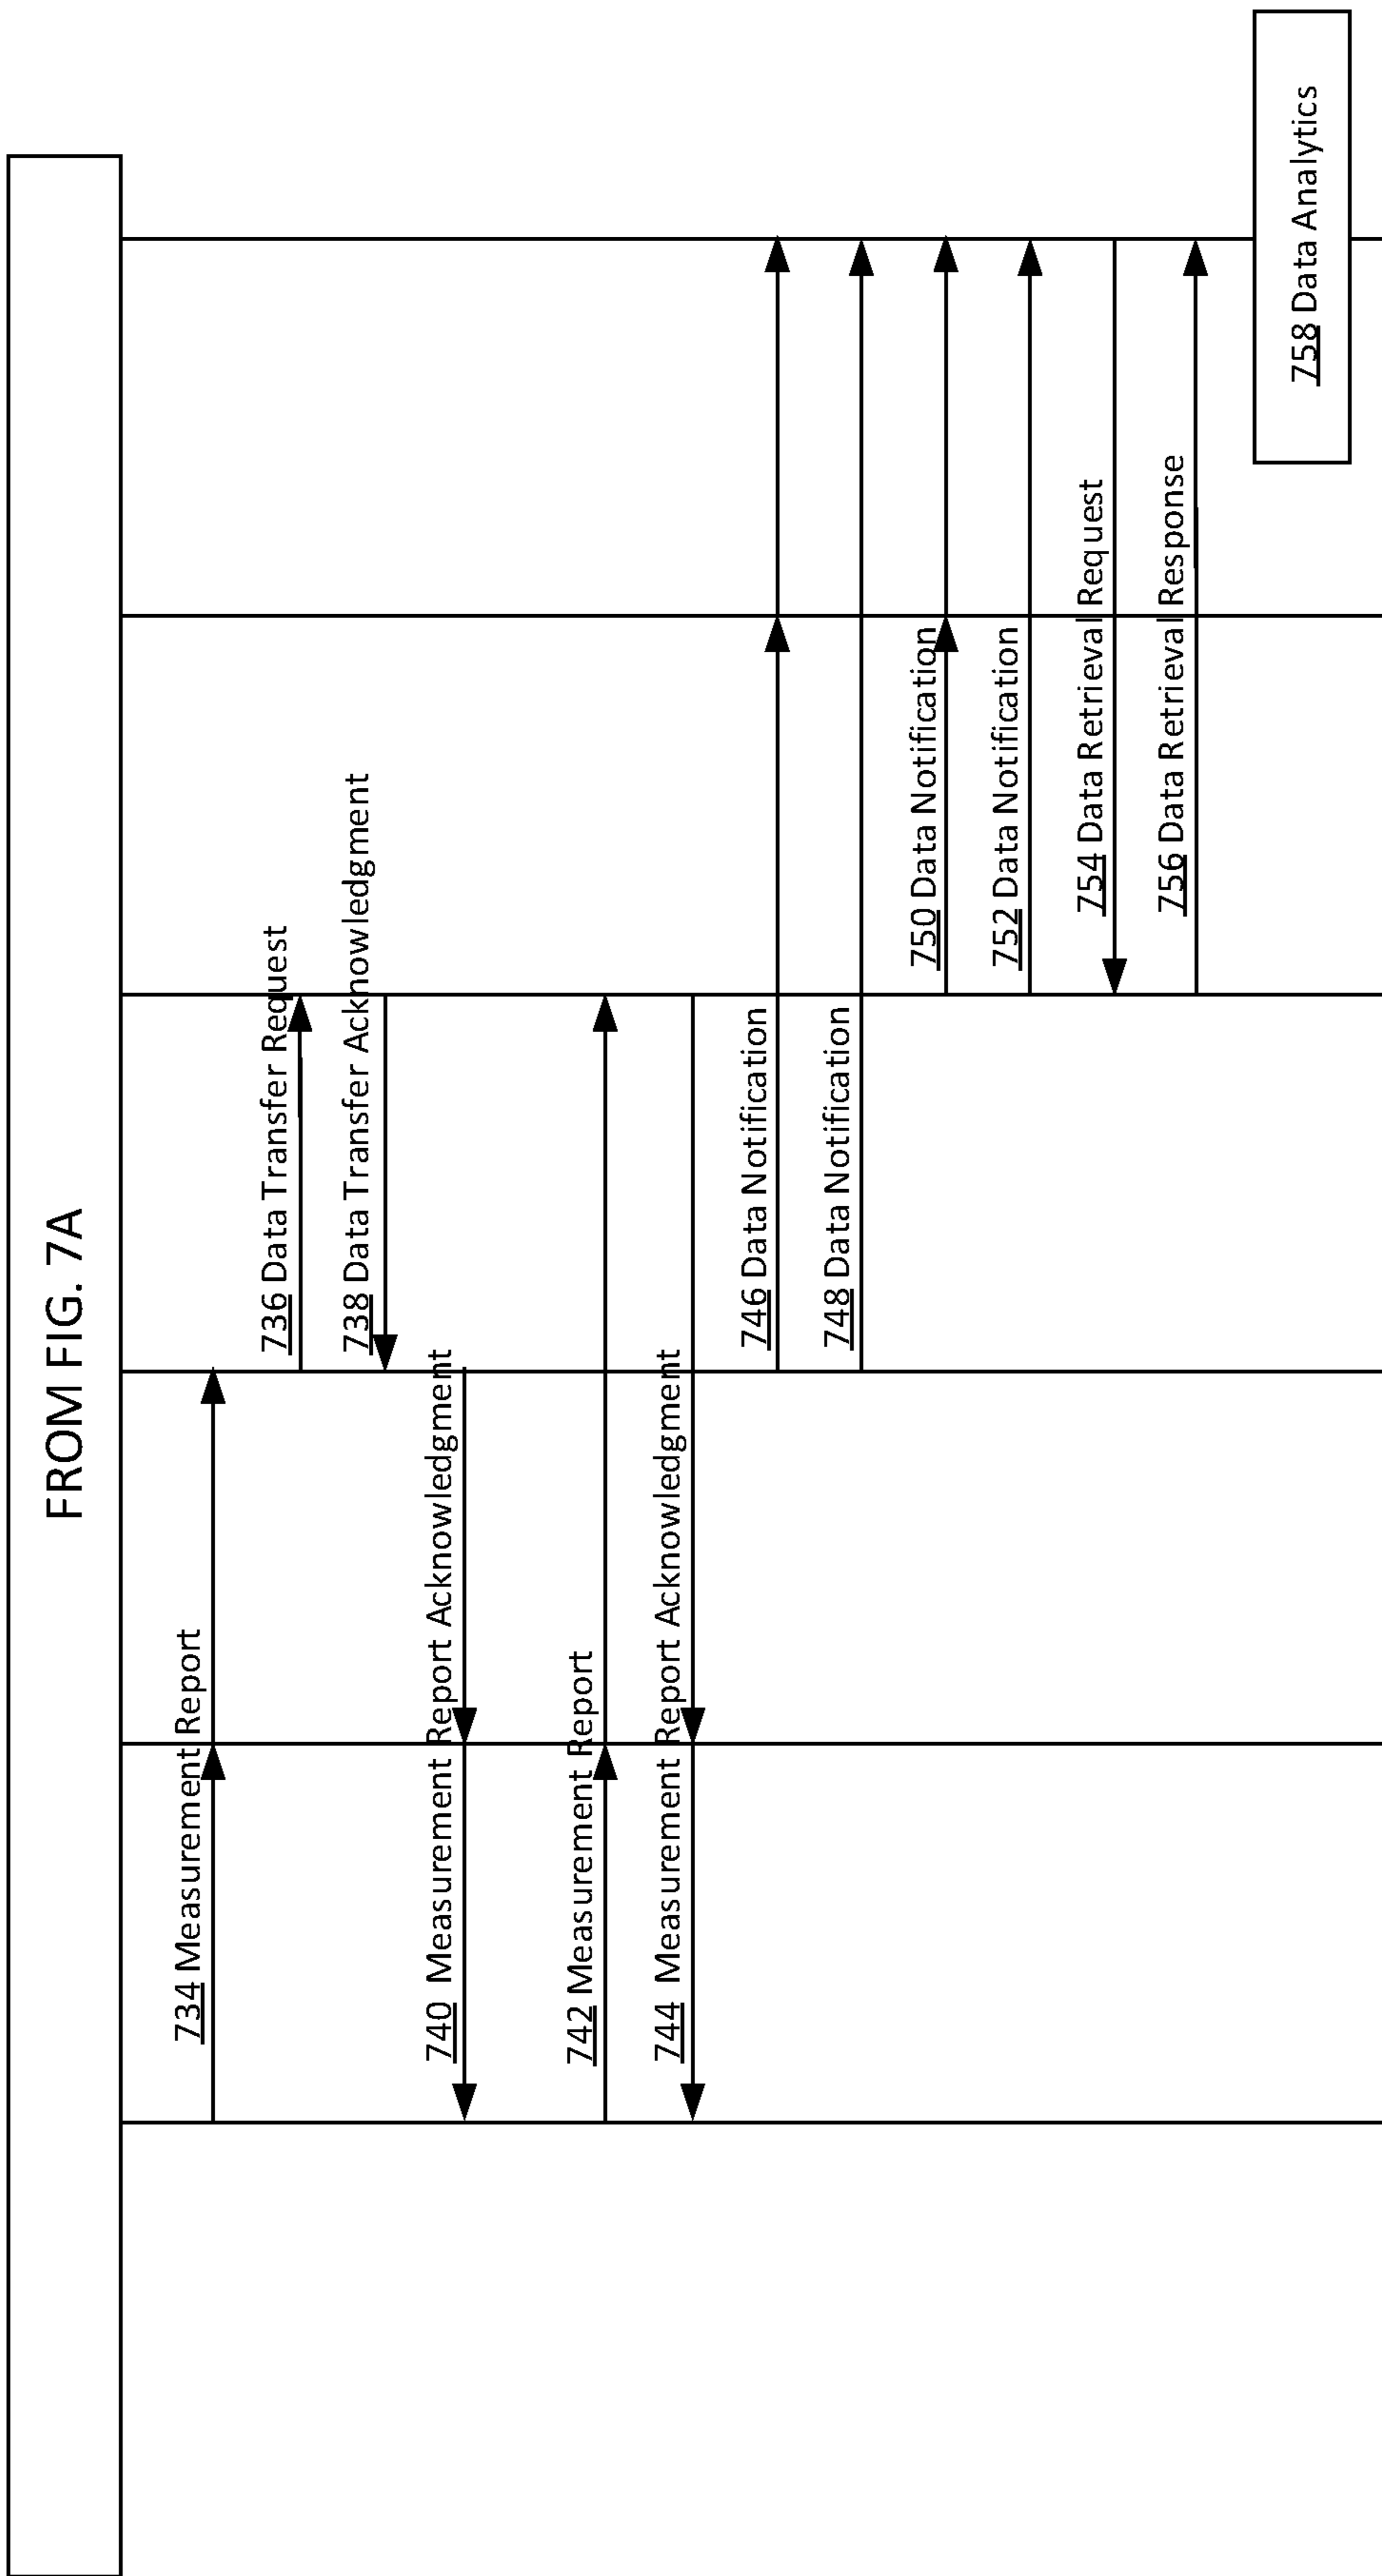 FROM FIG. 7A
734 Measurement Report
736 Data Transfer Request
738 Data Transfer Acknowledgment
740 Measurement Report Acknowledgment
742 Measurement Report
744 Measurement Report Acknowledgment
746 Data Notification
748 Data Notification
750 Data Notification
752 Data Notification
754 Data Retrieval Request
756 Data Retrieval Response
758 Data Analytics